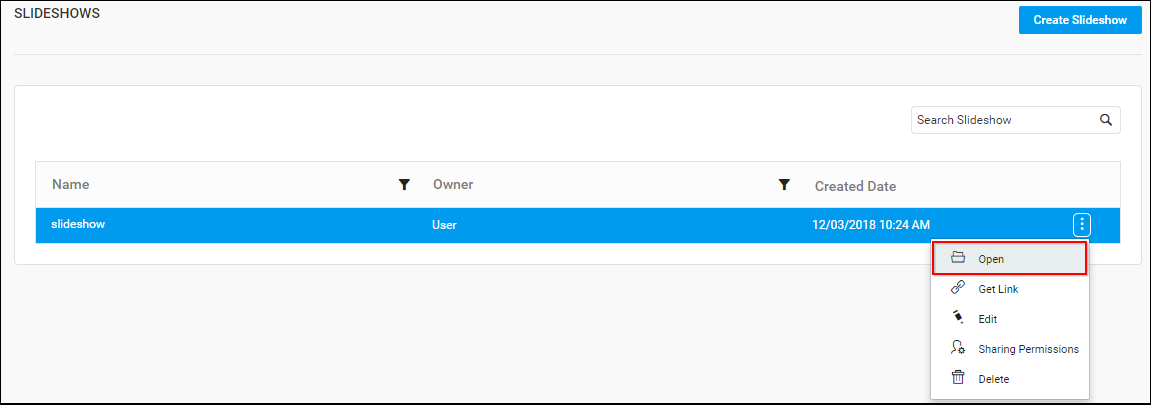 SLIDESHOWS
Create Slideshow
Search Slideshow
Name Owner Created Date
slideshow User 12/03/2018 10:24 AM
Open
Get Link
Edit
Sharing Permissions
Delete